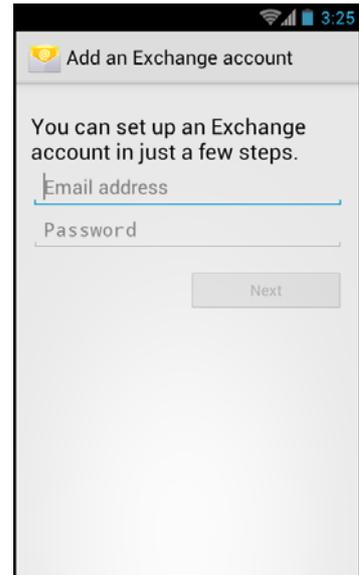 3:25
Add an Exchange account
You can set up an Exchange
account in just a few steps.
Email address
Password
Next